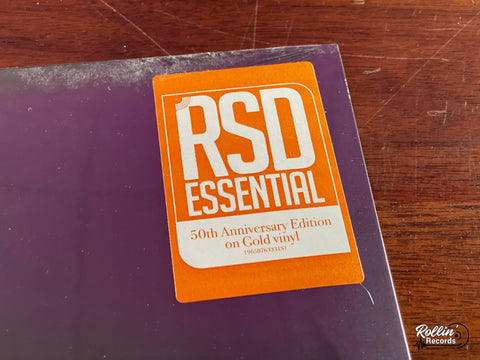 RSD
ESSENTIAL
50th Anniversary Edition
on Gold vinyl
Rollin'
Records